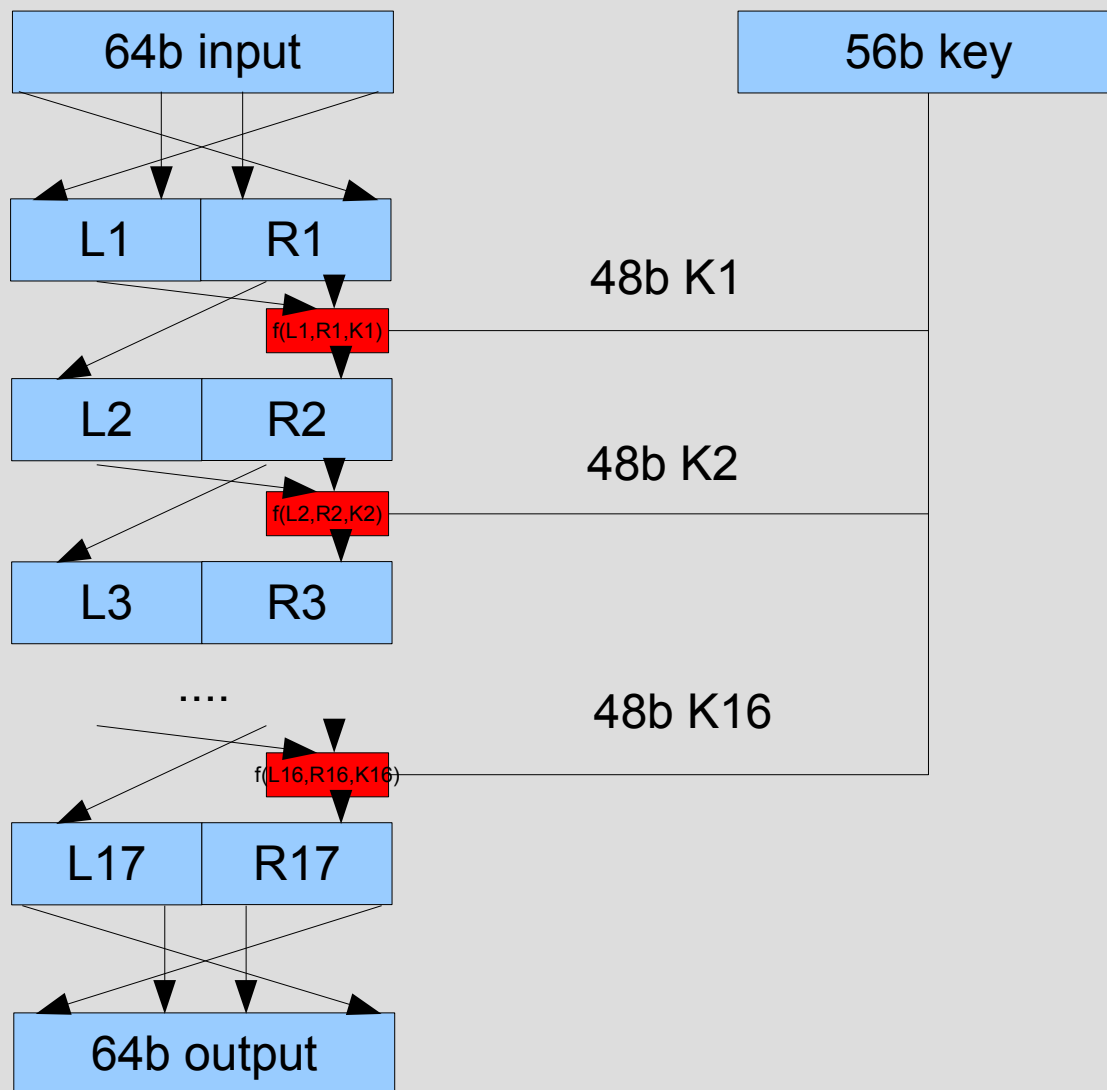 64b input
56b key
L1 R1
48b K1
f(L1,R1,K1)
L2 R2
48b K2
f(L2,R2,K2)
L3 R3
....
48b K16
f(L16,R16,K16)
L17 R17
64b output